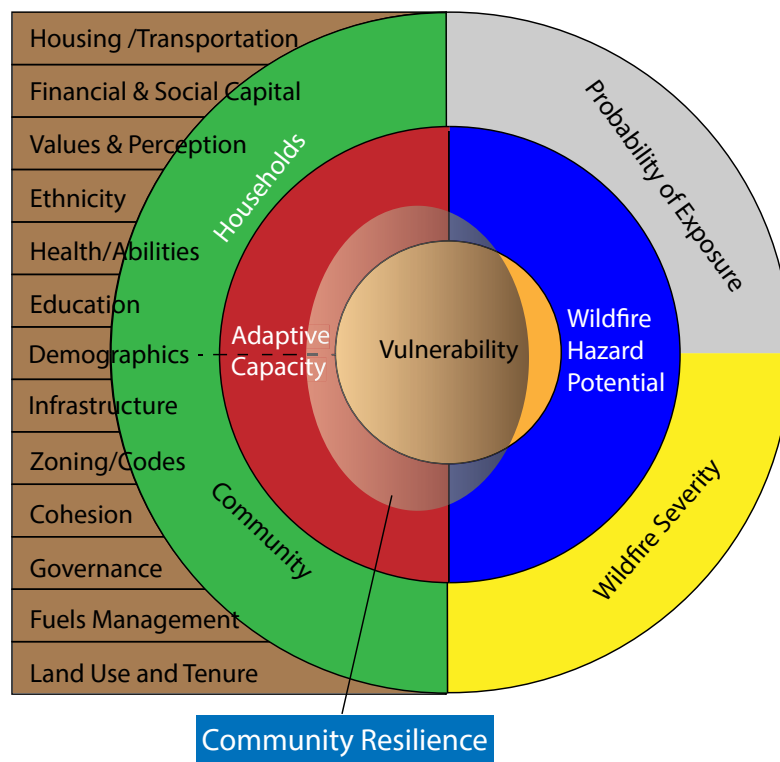 Housing /Transportation
Financial & Social Capital
Values & Perception
Ethnicity
Health/Abilities
Education
Demographics
Infrastructure
Zoning/Codes
Cohesion
Governance
Fuels Management
Land Use and Tenure
Households
Community
Adaptive
Capacity
Vulnerability
Wildfire
Hazard
Potential
Probability of Exposure
Wildfire Severity
Community Resilience